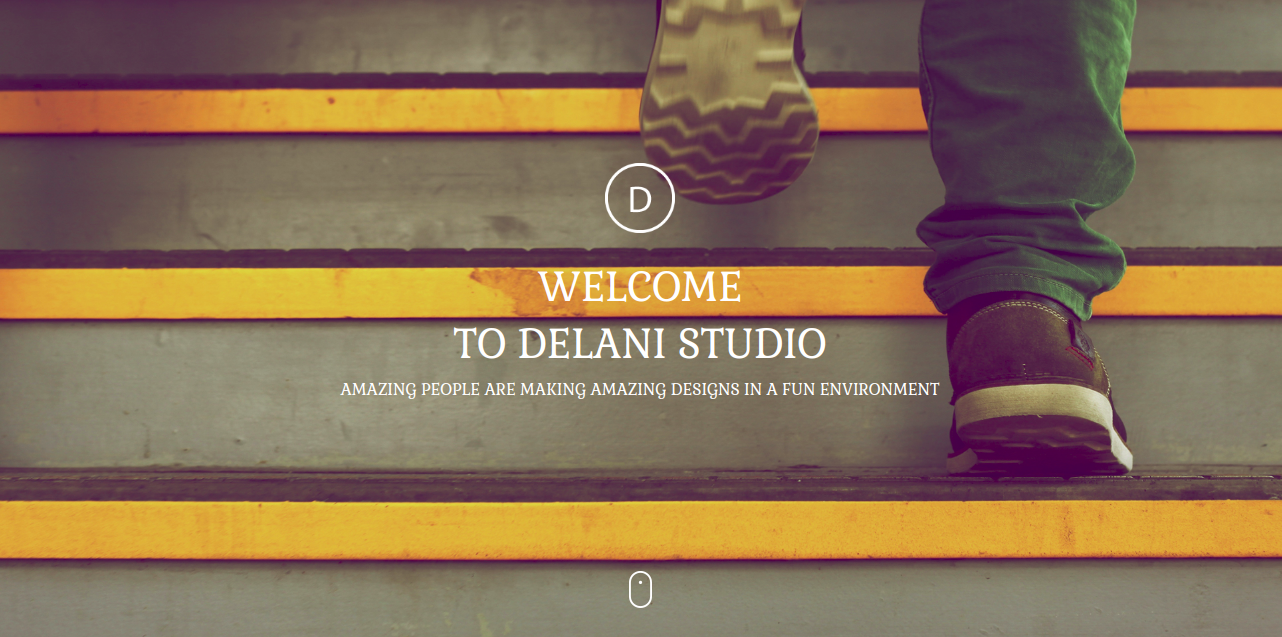 D
WELCOME
TO DELANI STUDIO
AMAZING PEOPLE ARE MAKING AMAZING DESIGNS IN A FUN ENVIRONMENT